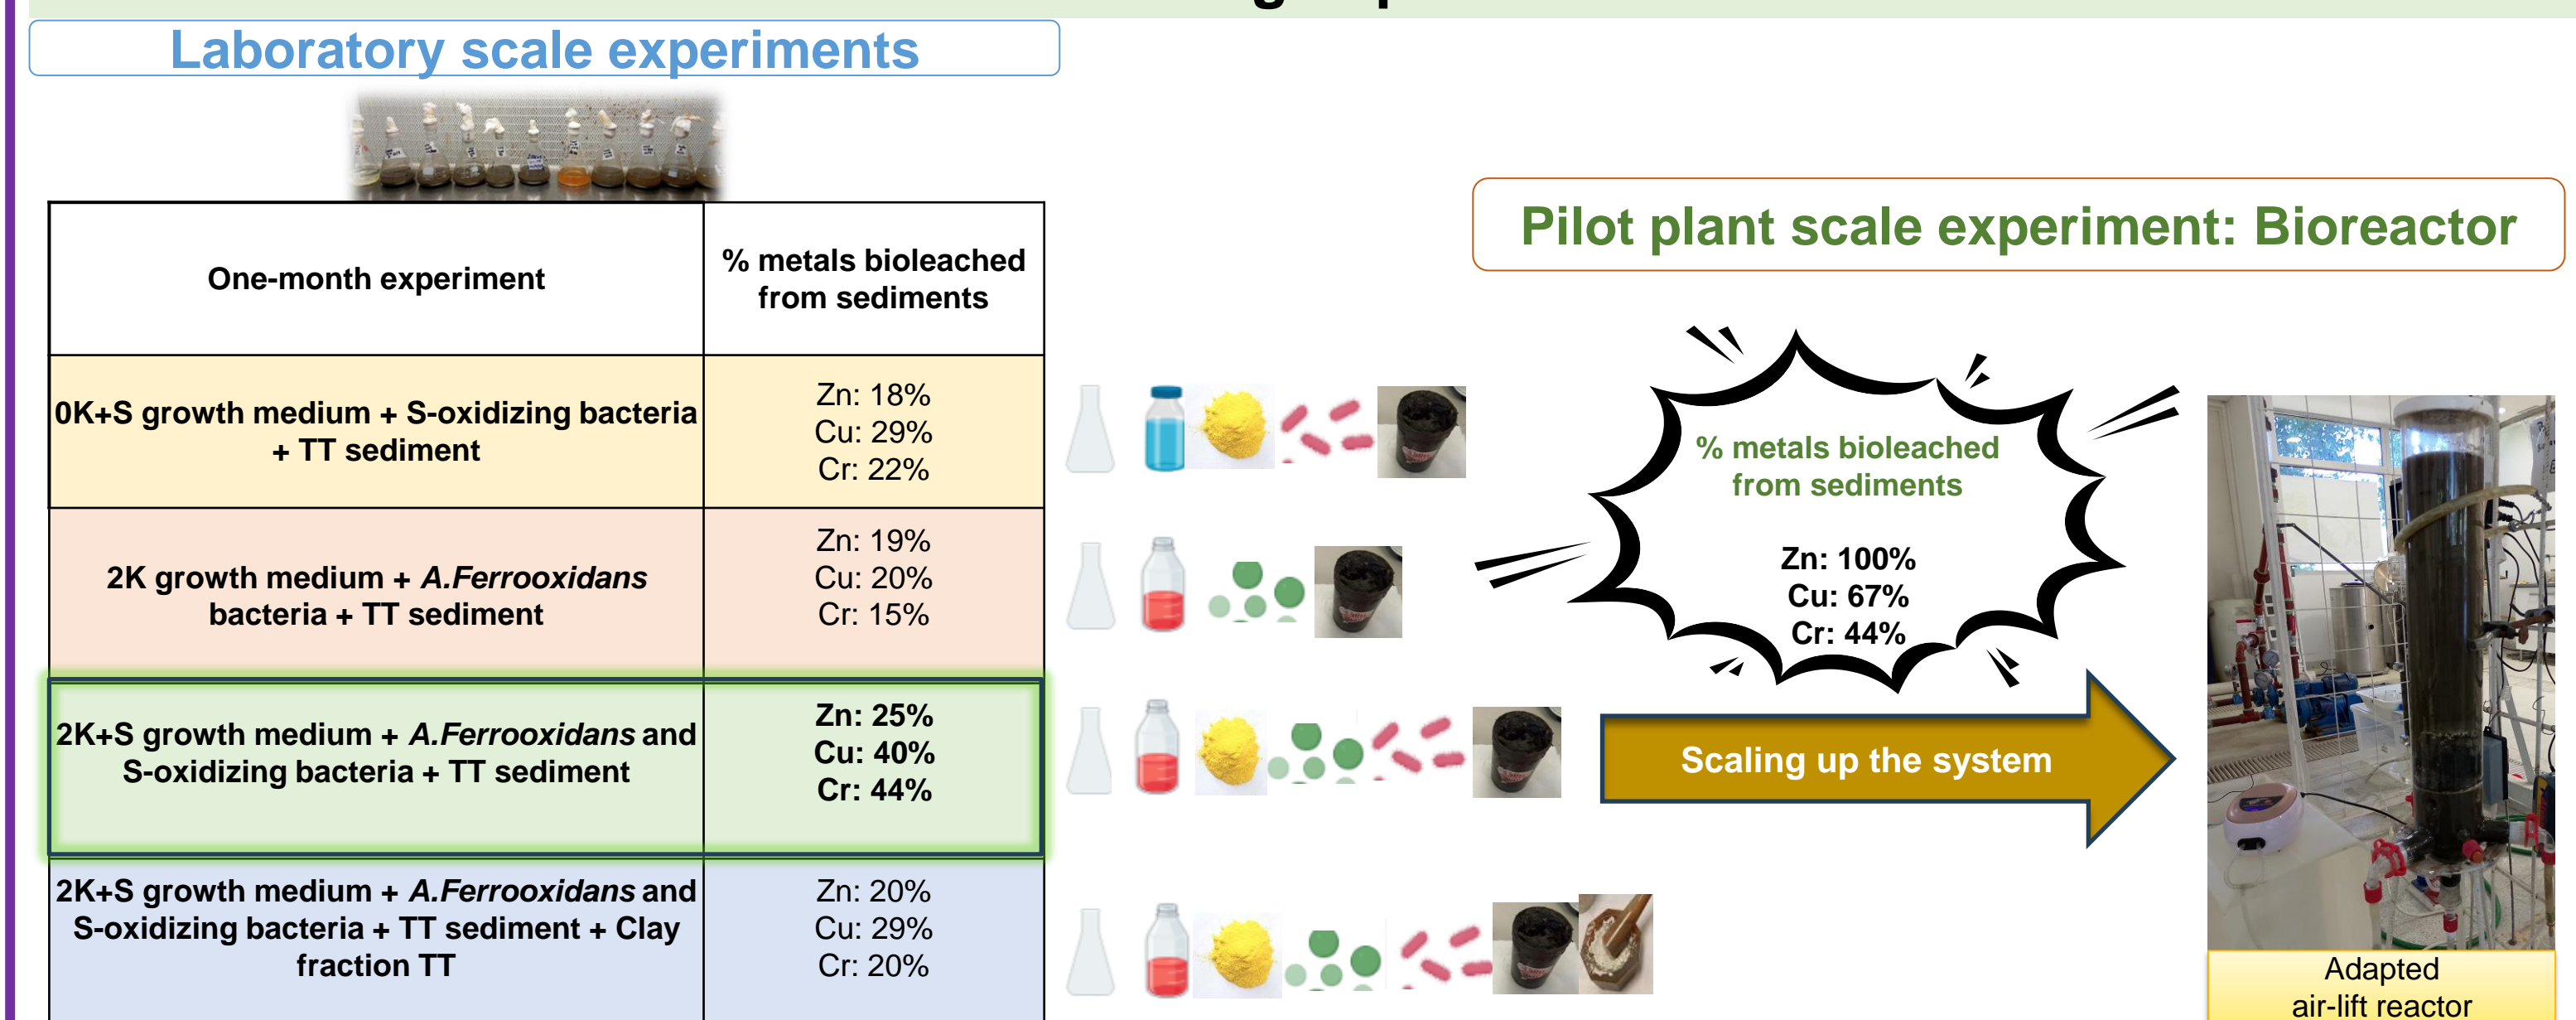 Laboratory scale experiments
One-month experiment
% metals bioleached
from sediments
0K+S growth medium + S-oxidizing bacteria
+ TT sediment
Zn: 18%
Cu: 29%
Cr: 22%
2K growth medium + A.Ferrooxidans
bacteria + TT sediment
Zn: 19%
Cu: 20%
Cr: 15%
2K+S growth medium + A.Ferrooxidans and
S-oxidizing bacteria + TT sediment
Zn: 25%
Cu: 40%
Cr: 44%
2K+S growth medium + A.Ferrooxidans and
S-oxidizing bacteria + TT sediment + Clay
fraction TT
Zn: 20%
Cu: 29%
Cr: 20%
Pilot plant scale experiment: Bioreactor
% metals bioleached
from sediments
Zn: 100%
Cu: 67%
Cr: 44%
Scaling up the system
Adapted
air-lift reactor